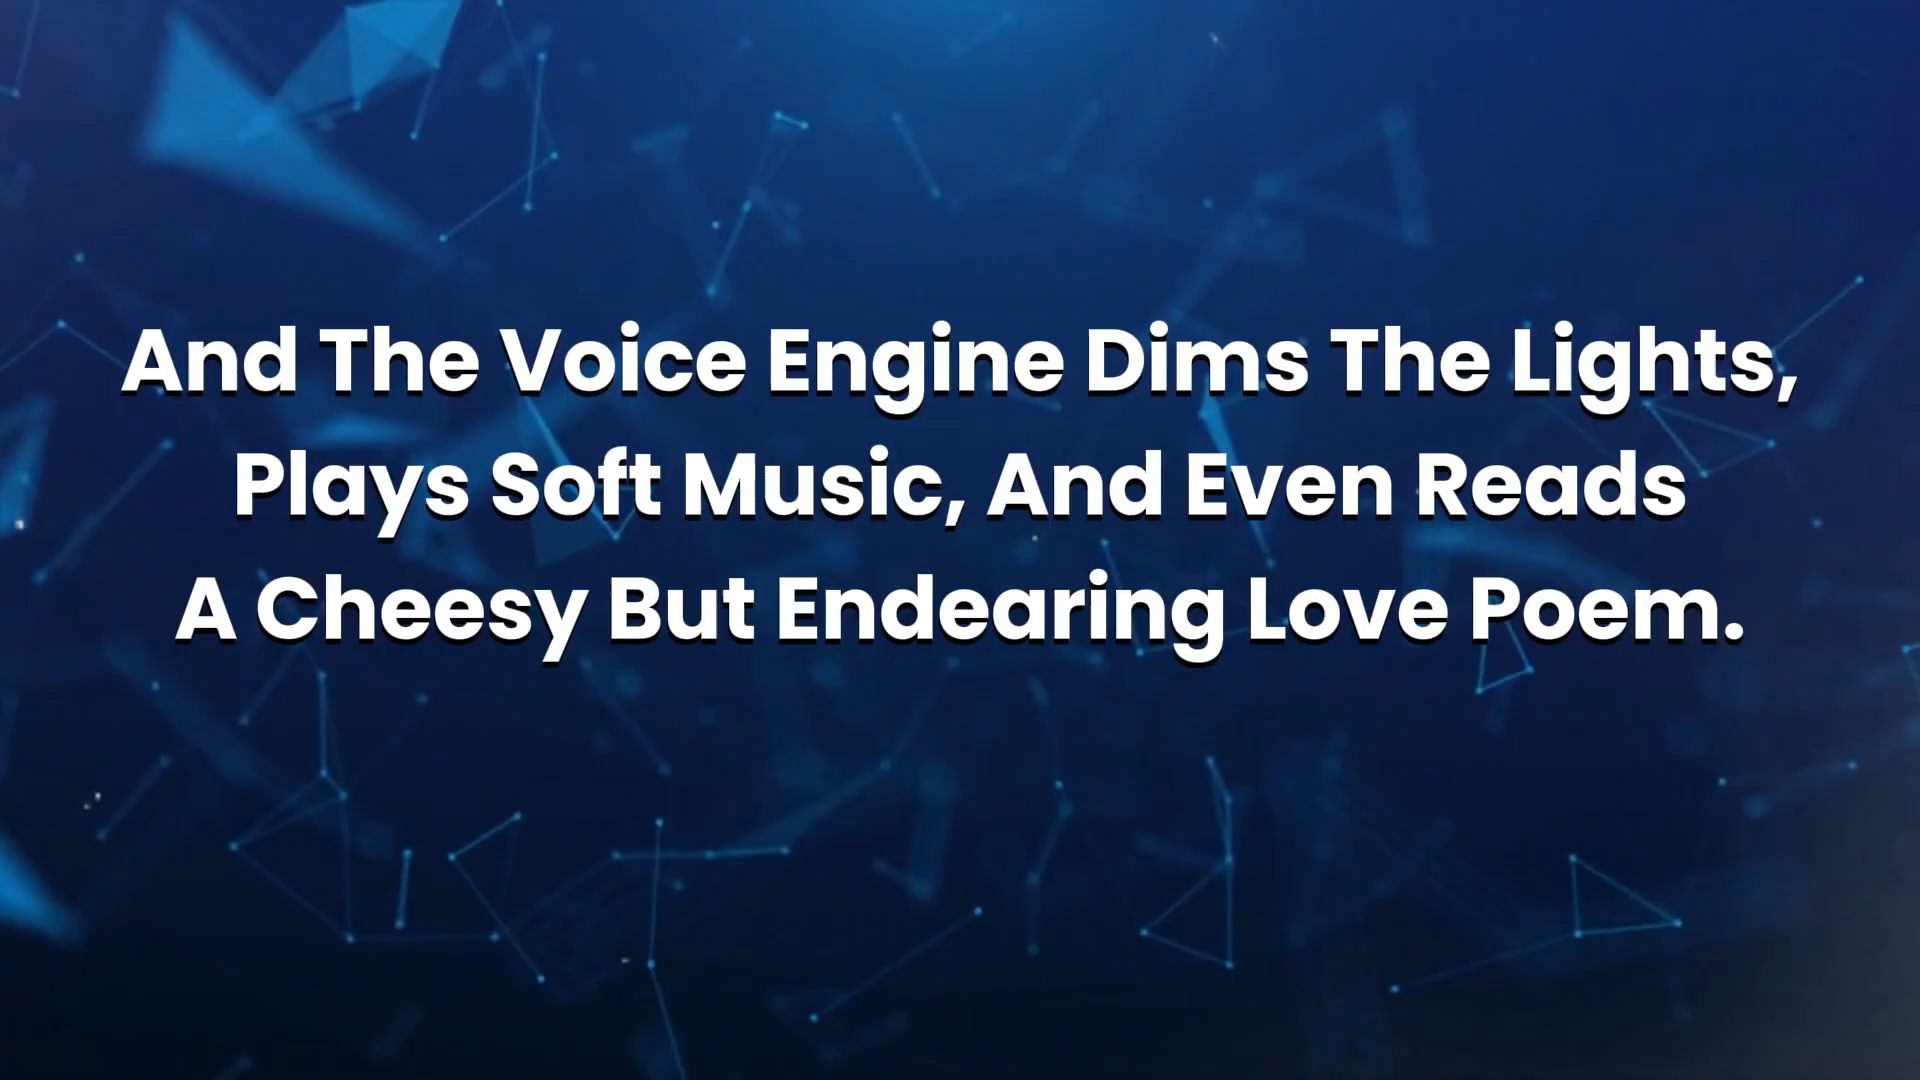 And The Voice Engine Dims The Lights,
Plays Soft Music, And Even Reads
A Cheesy But Endearing Love Poem.